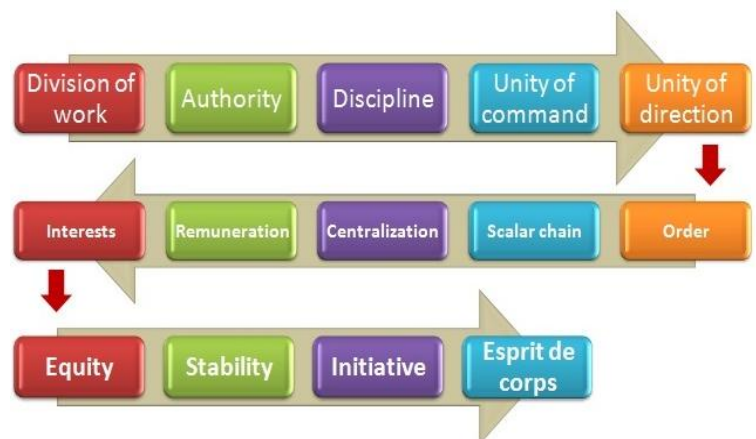 Division of
work
Authority
Discipline
Unity of
command
Unity of
direction
Order
Scalar chain
Centralization
Remuneration
Interests
Equity
Stability
Initiative
Esprit de
corps